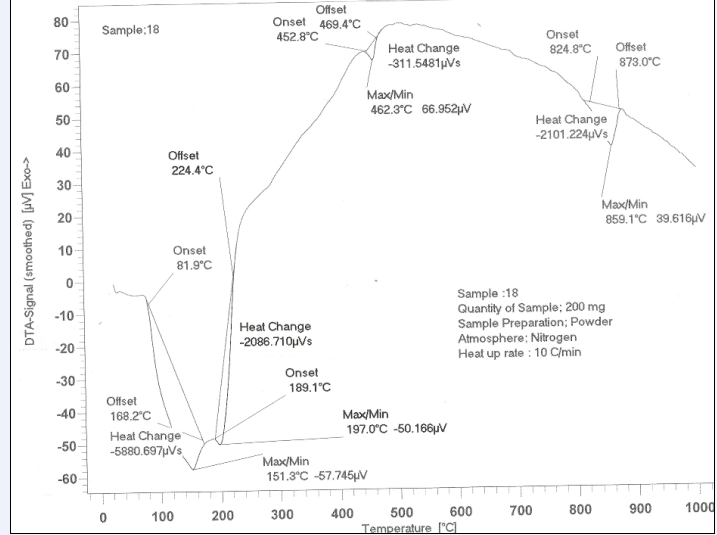 Sample;18
Offset
469.4°C
Onset
452.8°C
Heat Change
-311.5481µVs
Max/Min
462.3°C 66.952µV
Onset
824.8°C
Offset
873.0°C
Heat Change
-2101.224µVs
Max/Min
859.1°C 39.616µV
Offset
224.4°C
Onset
81.9°C
Heat Change
-2086.710µVs
Onset
189.1°C
Offset
168.2°C
Heat Change
-5880.697µVs
Max/Min
197.0°C -50.166µV
Max/Min
151.3°C -57.745µV
Sample :18
Quantity of Sample; 200 mg
Sample Preparation; Powder
Atmosphere: Nitrogen
Heat up rate : 10 C/min
DTA-Signal (smoothed) [µV] Exo->
80
70
60
50
40
30
20
10
0
-10
-20
-30
-40
-50
-60
0 100 200 300 400 500 600 700 800 900 1000
Temperature [°C]